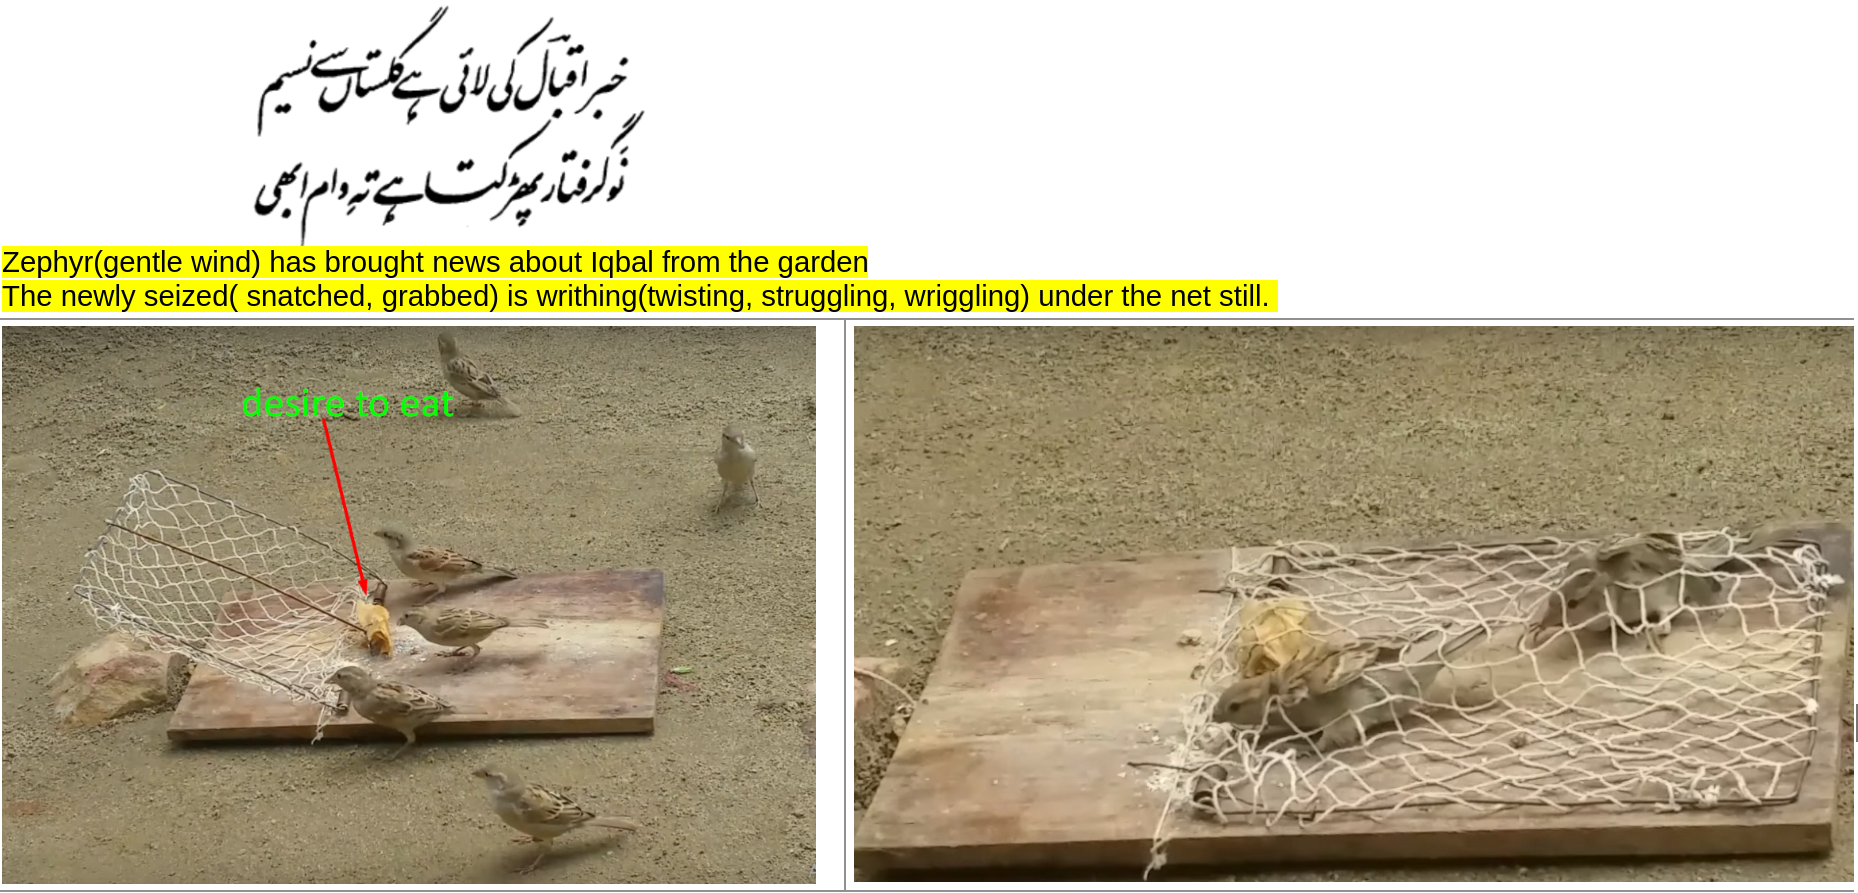 خبر اقبالؔ کی لائی ہے گلستاں سے نسیم
نَو گرفتار پھڑکتا ہے تہِ دام ابھی
Zephyr(gentle wind) has brought news about Iqbal from the garden
The newly seized( snatched, grabbed) is writhing(twisting, struggling, wriggling) under the net still.
desire to eat